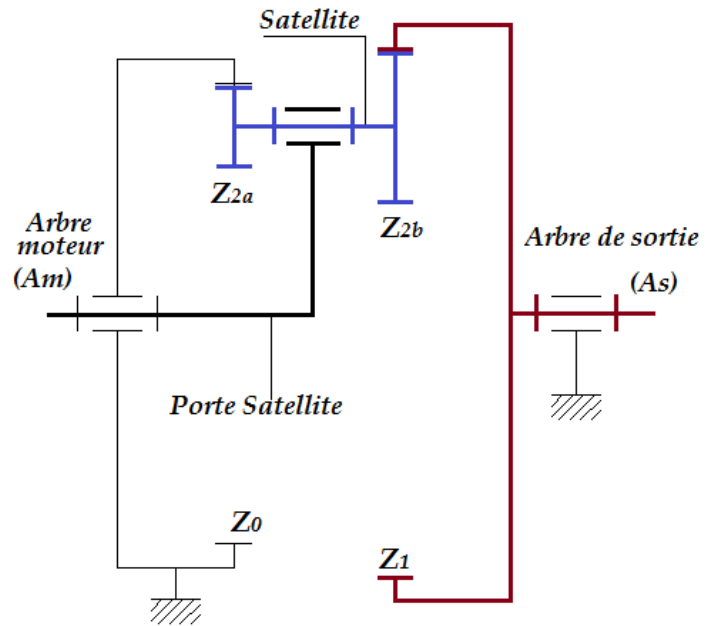 Satellite
Z2a
Z2b
Arbre
moteur
(Am)
Arbre de sortie
(As)
Porte Satellite
Z0
Z1